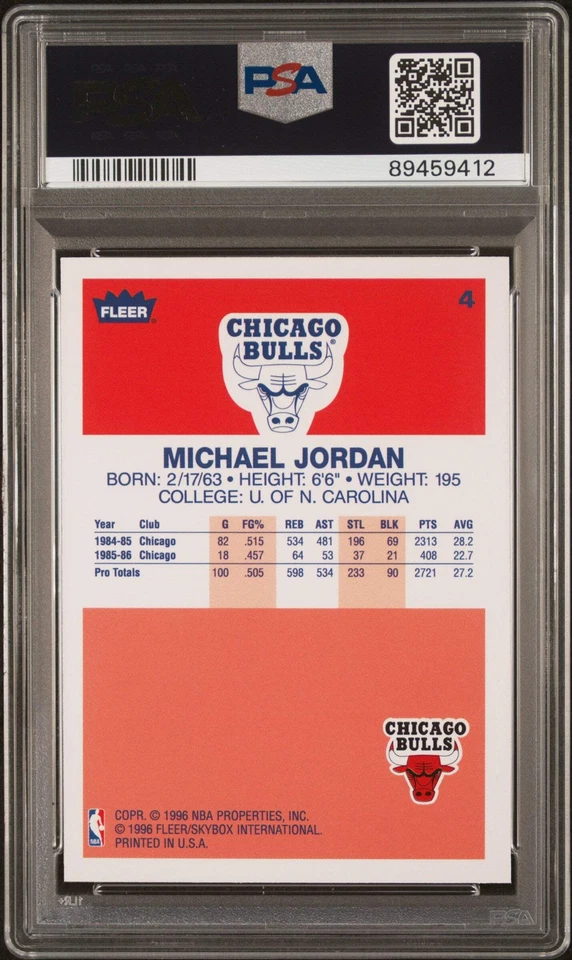 PSA
PSA
89459412
FLEER®
4
CHICAGO
BULLS®
MICHAEL JORDAN
BORN: 2/17/63 • HEIGHT: 6'6" • WEIGHT: 195
COLLEGE: U. OF N. CAROLINA
Year Club G FG% REB AST STL BLK PTS AVG
1984-85 Chicago 82 .515 534 481 196 69 2313 28.2
1985-86 Chicago 18 .457 64 53 37 21 408 22.7
Pro Totals 100 .505 598 534 233 90 2721 27.2
CHICAGO
BULLS
NBA
COPR. © 1996 NBA PROPERTIES, INC.
© 1996 FLEER/SKYBOX INTERNATIONAL.
PRINTED IN U.S.A.
PSA